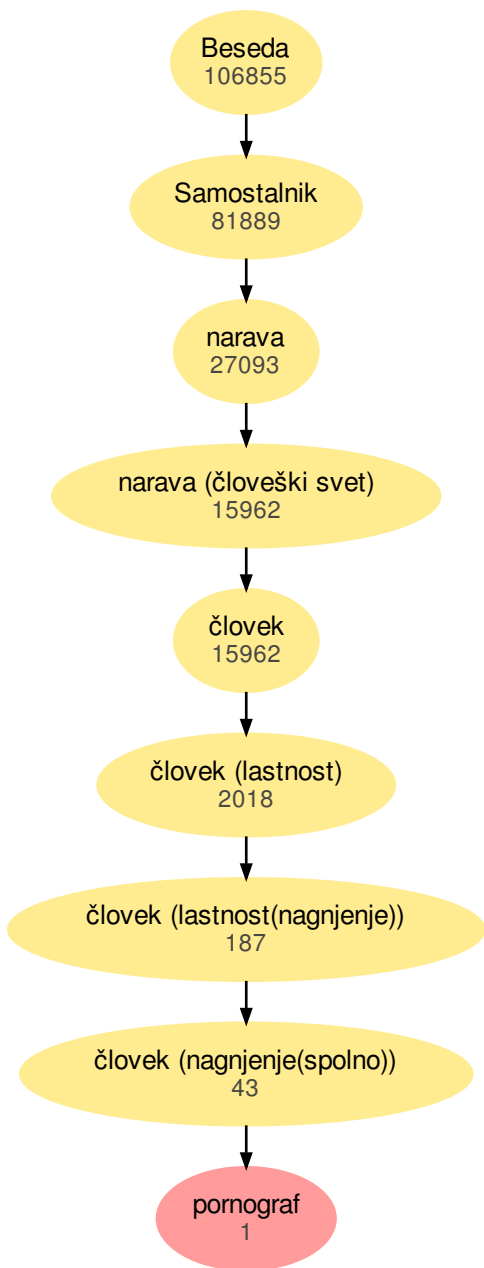 Beseda
106855
Samostalnik
81889
narava
27093
narava (človeški svet)
15962
človek
15962
človek (lastnost)
2018
človek (lastnost(nagnjenje))
187
človek (nagnjenje(spolno))
43
pornograf
1